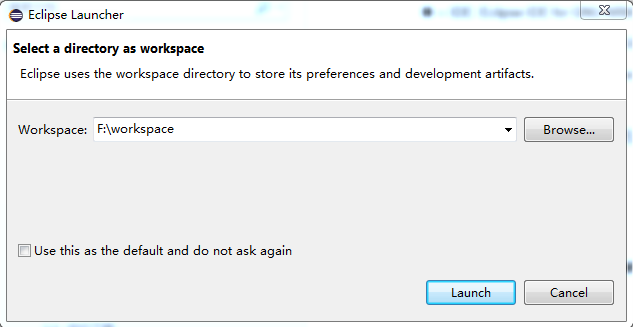 Eclipse Launcher
Select a directory as workspace
Eclipse uses the workspace directory to store its preferences and development artifacts.
Workspace: F:\workspace Browse...
Use this as the default and do not ask again
Launch Cancel